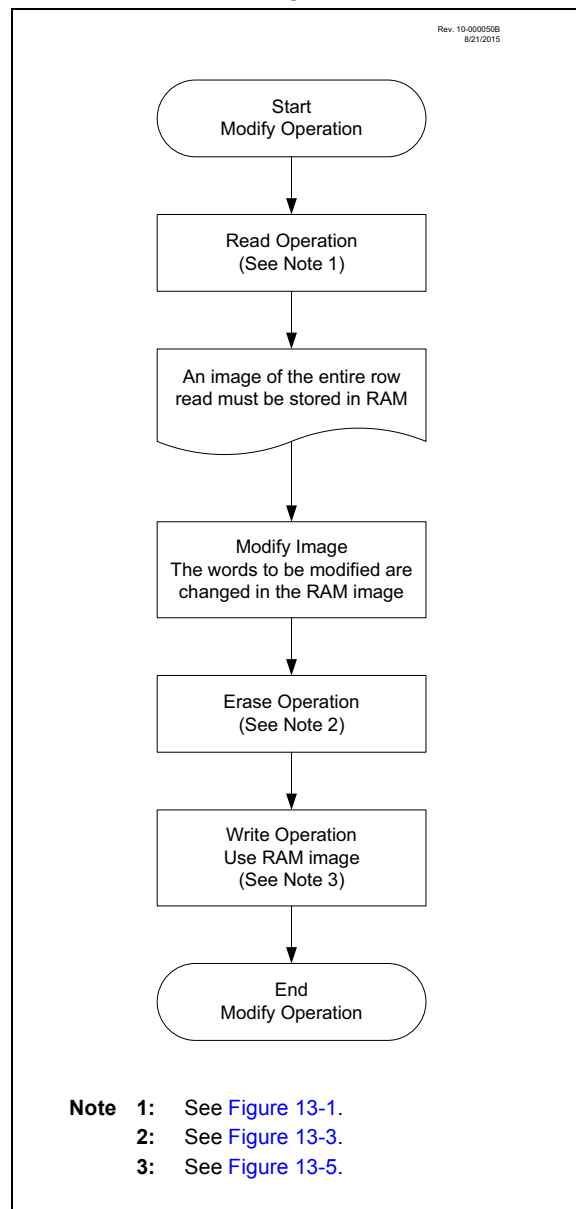 Rev. 10-000050B
8/21/2015
Start
Modify Operation
Read Operation
(See Note 1)
An image of the entire row
read must be stored in RAM
Modify Image
The words to be modified are
changed in the RAM image
Erase Operation
(See Note 2)
Write Operation
Use RAM image
(See Note 3)
End
Modify Operation
Note 1: See Figure 13-1.
2: See Figure 13-3.
3: See Figure 13-5.